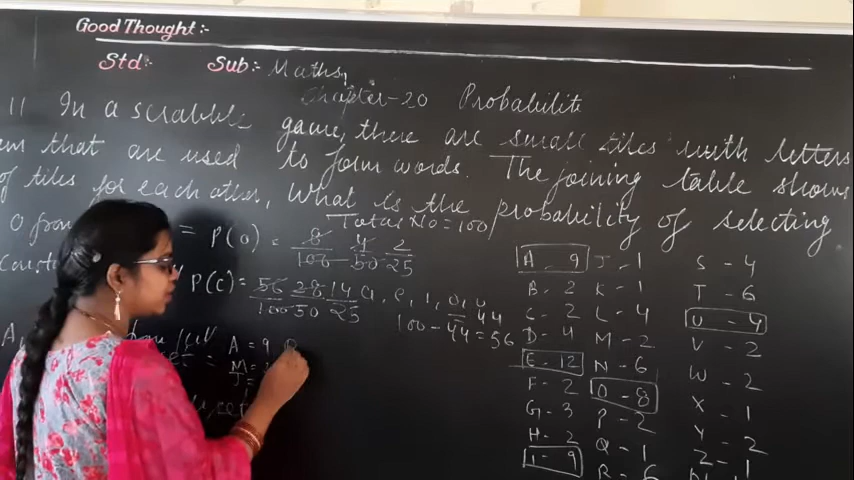 Good Thought:-
Std:-
Sub:- Maths,
Chapter-20 Probabilite
11 In a scrabble game, there are small tiles with letters
em that are used to form words. The joining table shows
of tiles for each other, What is the probability of selecting
Total No = 100
O from = P(O) = 8/100 4/50 2/25
P(C) = 56/100 28/50 14/25
a, e, i, o, u
44
100-44=56
A = 9
M =
J =
A - 9
B - 2
C - 2
D - 4
E - 12
F - 2
G - 3
H - 2
I - 9
J - 1
K - 1
L - 4
M - 2
N - 6
O - 8
P - 2
Q - 1
R - 6
S - 4
T - 6
U - 4
V - 2
W - 2
X - 1
Y - 2
Z - 1